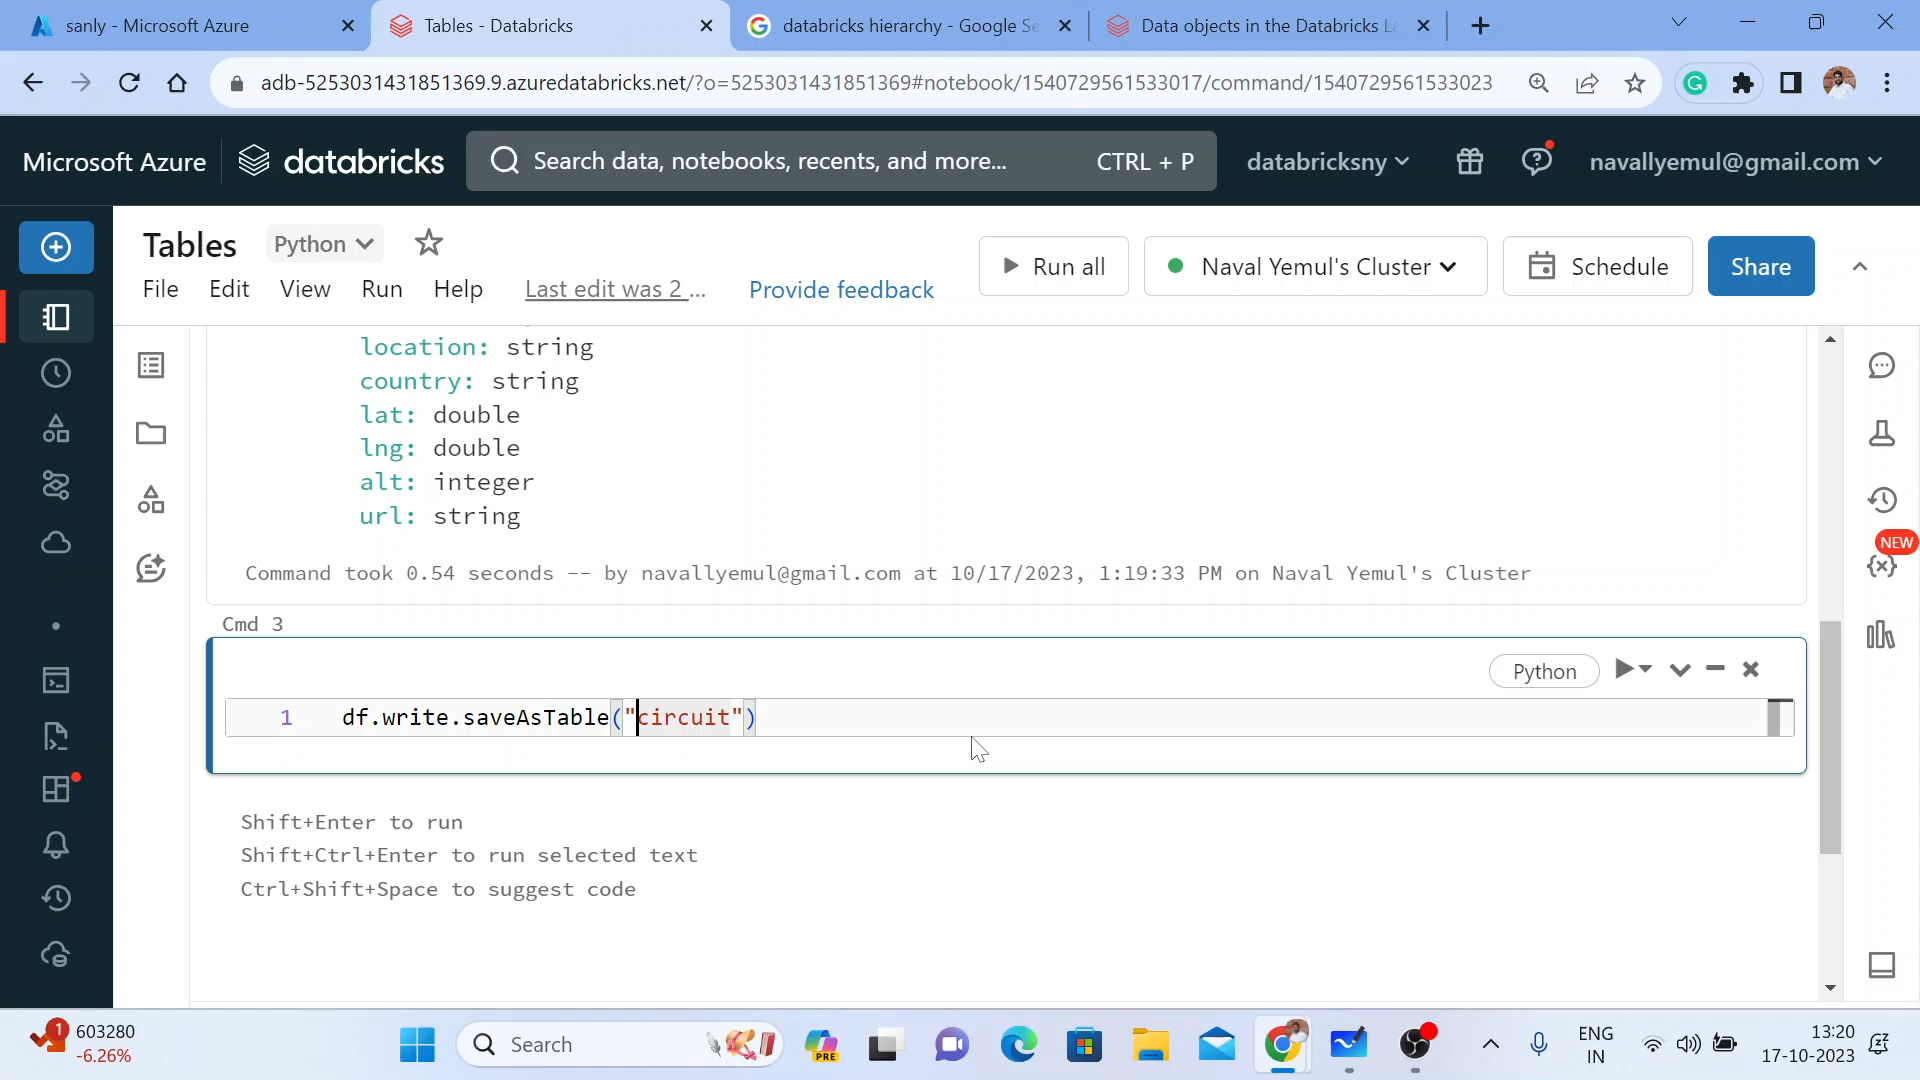 sanly - Microsoft Azure
Tables - Databricks
databricks hierarchy - Google Se
Data objects in the Databricks La
adb-5253031431851369.9.azuredatabricks.net/?o=5253031431851369#notebook/1540729561533017/command/1540729561533023
Microsoft Azure
databricks
Search data, notebooks, recents, and more...
CTRL + P
databricksny
navallyemul@gmail.com
Tables
Python
File
Edit
View
Run
Help
Last edit was 2 ...
Provide feedback
Run all
Naval Yemul's Cluster
Schedule
Share
location: string
country: string
lat: double
lng: double
alt: integer
url: string
NEW
Command took 0.54 seconds -- by navallyemul@gmail.com at 10/17/2023, 1:19:33 PM on Naval Yemul's Cluster
Cmd 3
Python
1 df.write.saveAsTable("circuit")
Shift+Enter to run
Shift+Ctrl+Enter to run selected text
Ctrl+Shift+Space to suggest code
1
603280
-6.26%
Search
PRE
ENG
IN
13:20
17-10-2023